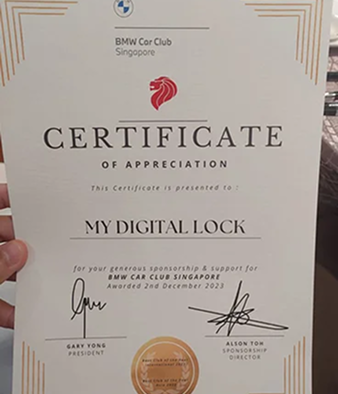 BMW Car Club
Singapore
CERTIFICATE
OF APPRECIATION
This Certificate is presented to :
MY DIGITAL LOCK
for your generous sponsorship & support for
BMW CAR CLUB SINGAPORE
Awarded 2nd December 2023
GARY YONG
PRESIDENT
ALSON TOH
SPONSORSHIP
DIRECTOR